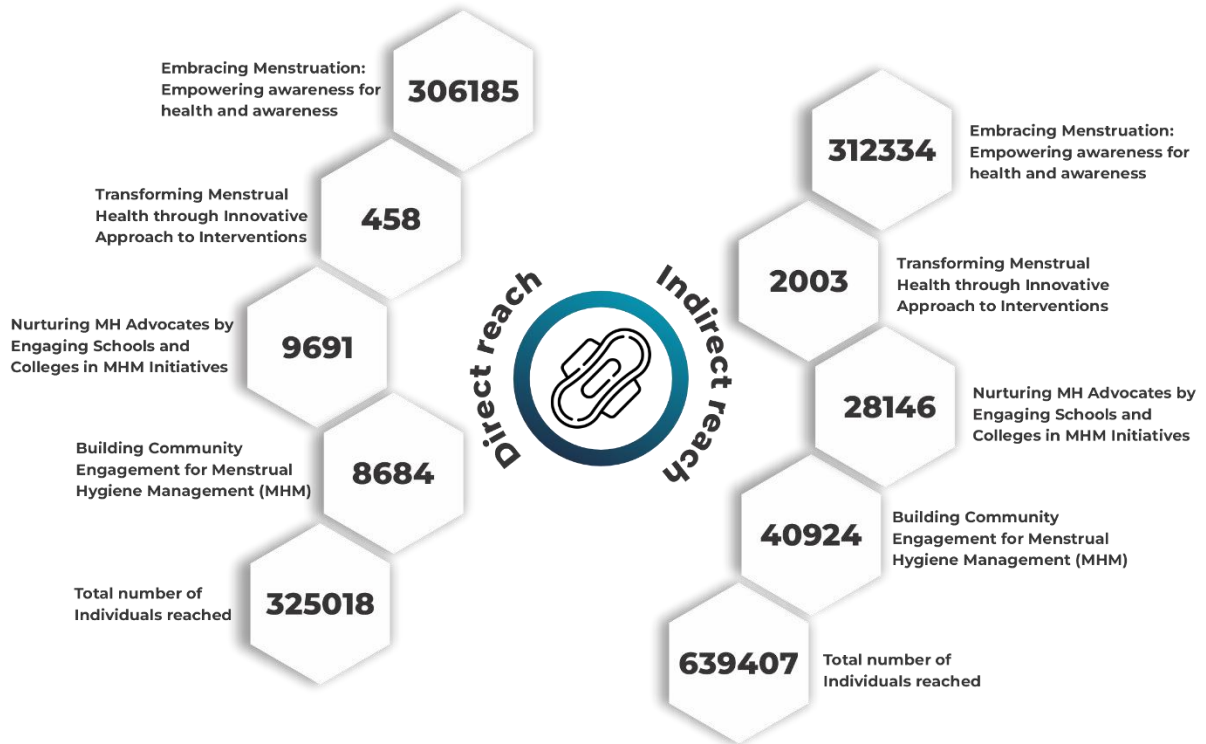 Embracing Menstruation:
Empowering awareness for
health and awareness
306185
Transforming Menstrual
Health through Innovative
Approach to Interventions
458
Nurturing MH Advocates by
Engaging Schools and
Colleges in MHM Initiatives
9691
Building Community
Engagement for Menstrual
Hygiene Management (MHM)
8684
Total number of
Individuals reached
325018
Direct reach
Indirect reach
312334
Embracing Menstruation:
Empowering awareness for
health and awareness
2003
Transforming Menstrual
Health through Innovative
Approach to Interventions
28146
Nurturing MH Advocates by
Engaging Schools and
Colleges in MHM Initiatives
40924
Building Community
Engagement for Menstrual
Hygiene Management (MHM)
639407
Total number of
Individuals reached